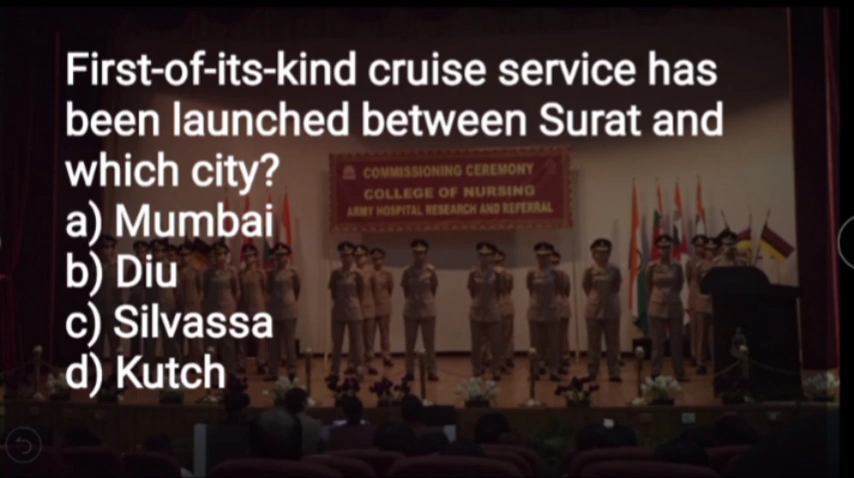 First-of-its-kind cruise service has
been launched between Surat and
which city?
a) Mumbai
b) Diu
c) Silvassa
d) Kutch
COMMISSIONING CEREMONY
COLLEGE OF NURSING
ARMY HOSPITAL RESEARCH AND REFERRAL